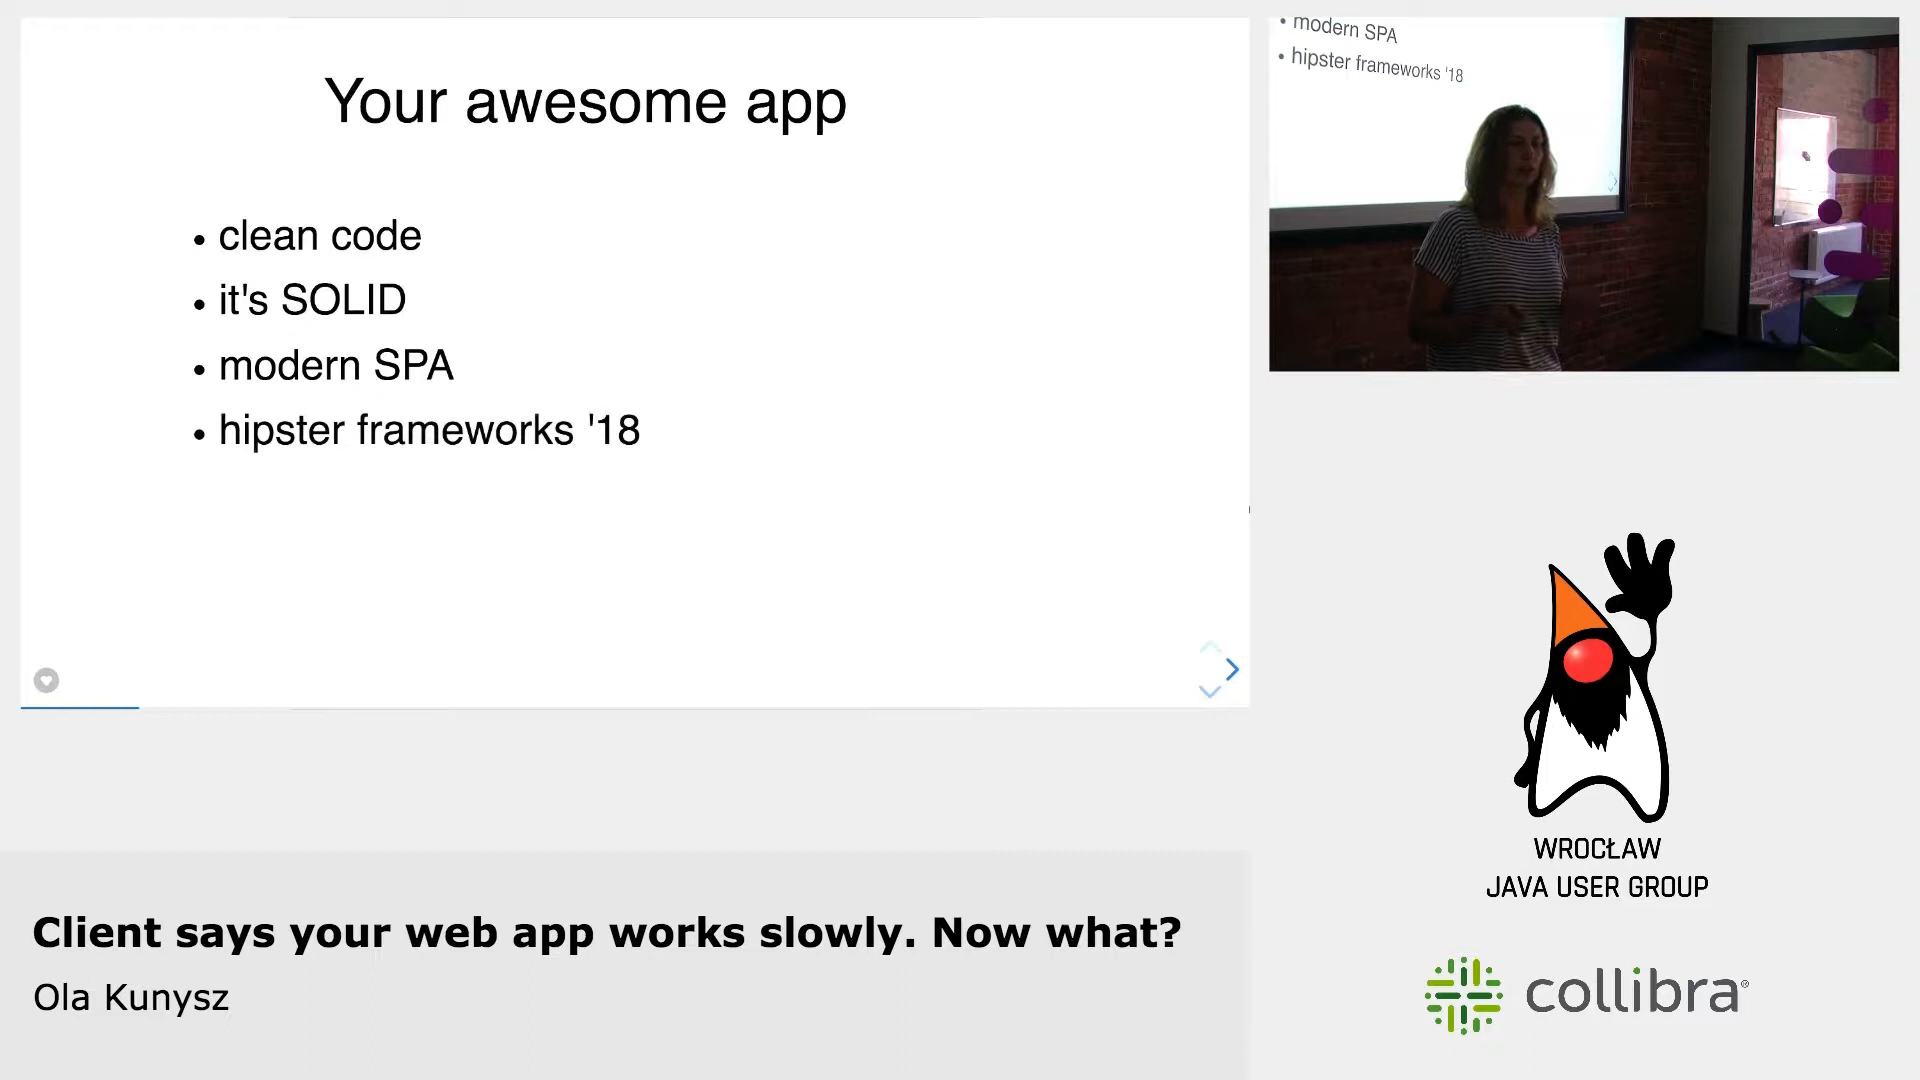 Your awesome app
• clean code
• it's SOLID
• modern SPA
• hipster frameworks '18
• modern SPA
• hipster frameworks '18
WROCŁAW
JAVA USER GROUP
Client says your web app works slowly. Now what?
Ola Kunysz
collibra®